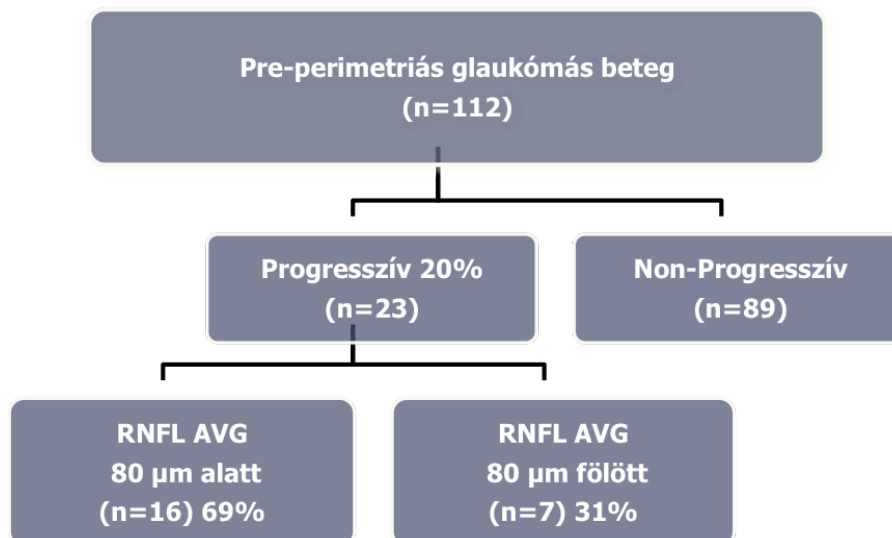 Pre-perimetriás glaukómás beteg
(n=112)
Progresszív 20%
(n=23)
Non-Progresszív
(n=89)
RNFL AVG
80 µm alatt
(n=16) 69%
RNFL AVG
80 µm fölött
(n=7) 31%